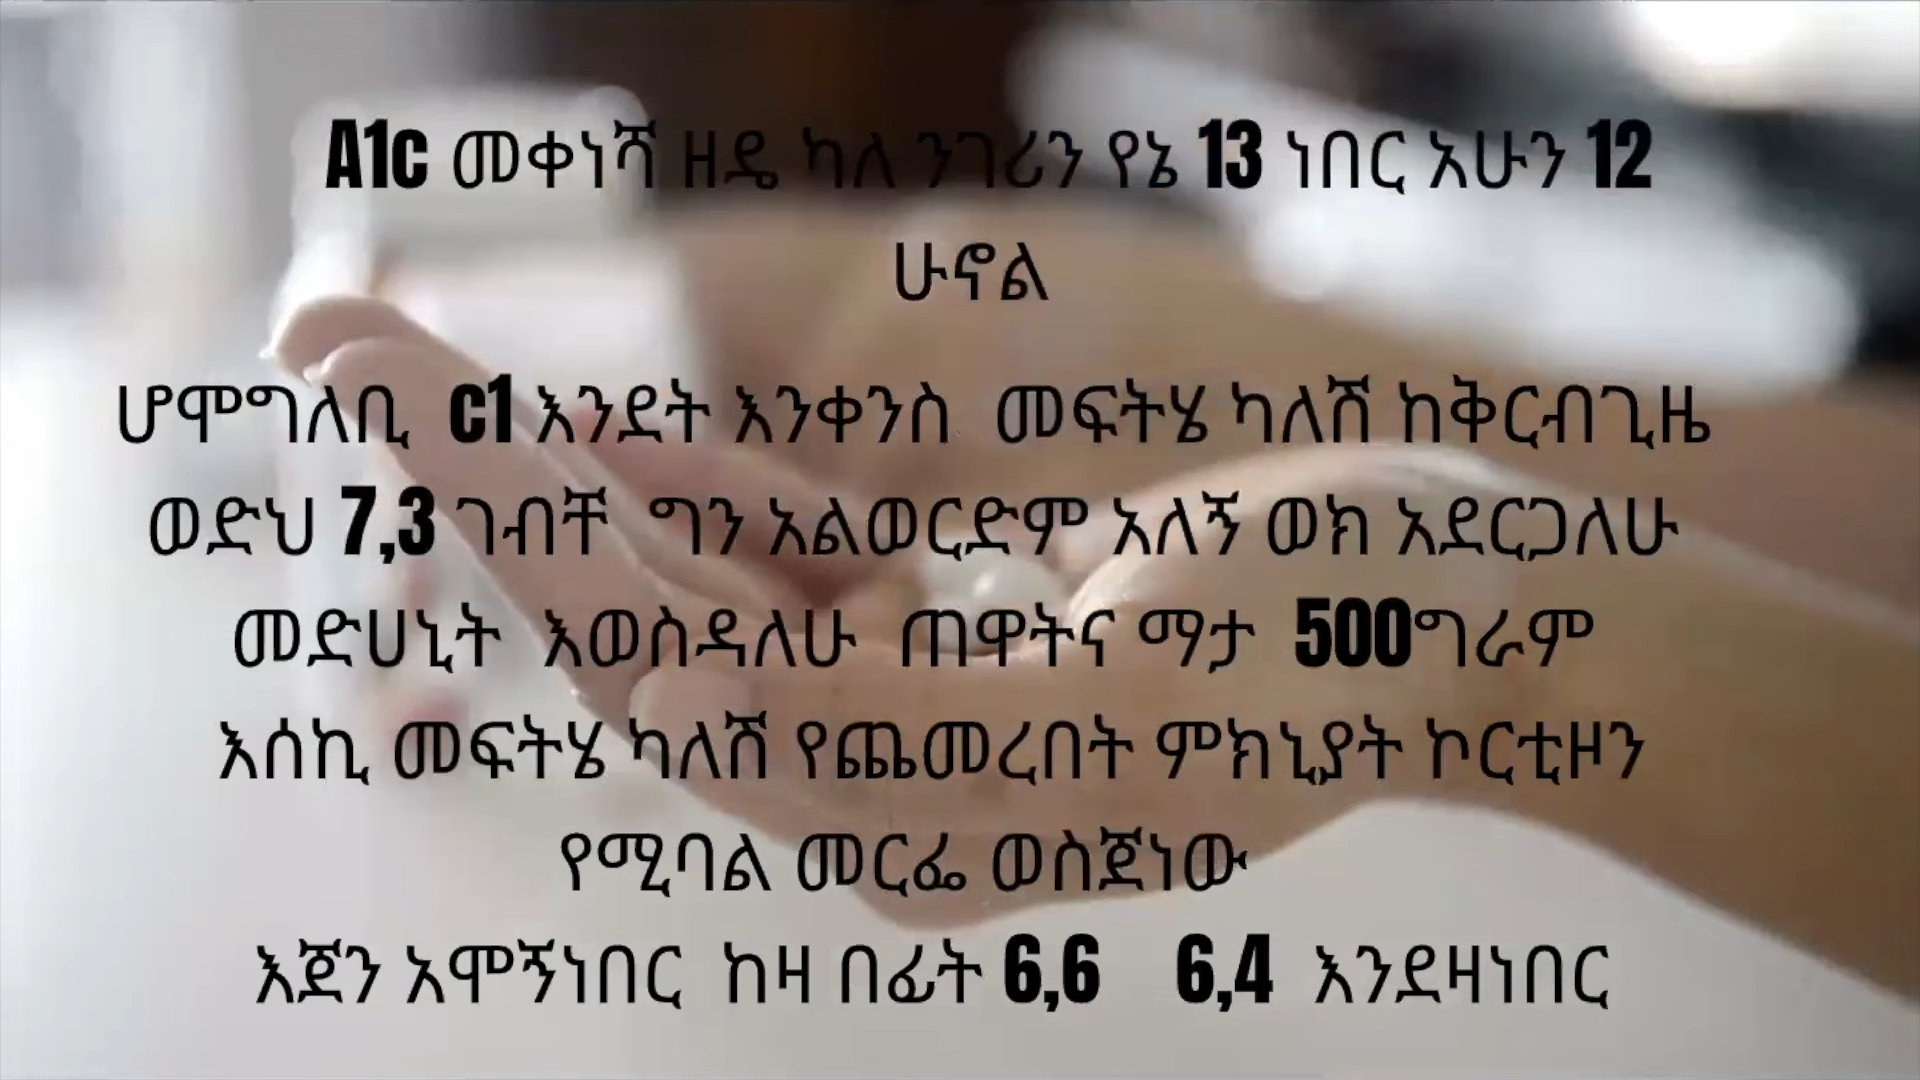 A1c መቀነሻ ዘዴ ካለ ንገሪን የኔ 13 ነበር አሁን 12
ሁኖል
ሆሞግለቢ c1 እንደት እንቀንስ መፍትሄ ካለሽ ከቅርብጊዜ
ወድህ 7,3 ገብቸ ግን አልወርድም አለኝ ወክ አደርጋለሁ
መድሀኒት እወስዳለሁ ጠዋትና ማታ 500ግራም
እሰኪ መፍትሄ ካለሽ የጨመረበት ምክኒያት ኮርቲዞን
የሚባል መርፌ ወስጀነው
እጀን አሞኝነበር ከዛ በፊት 6,6 6,4 እንደዛነበር